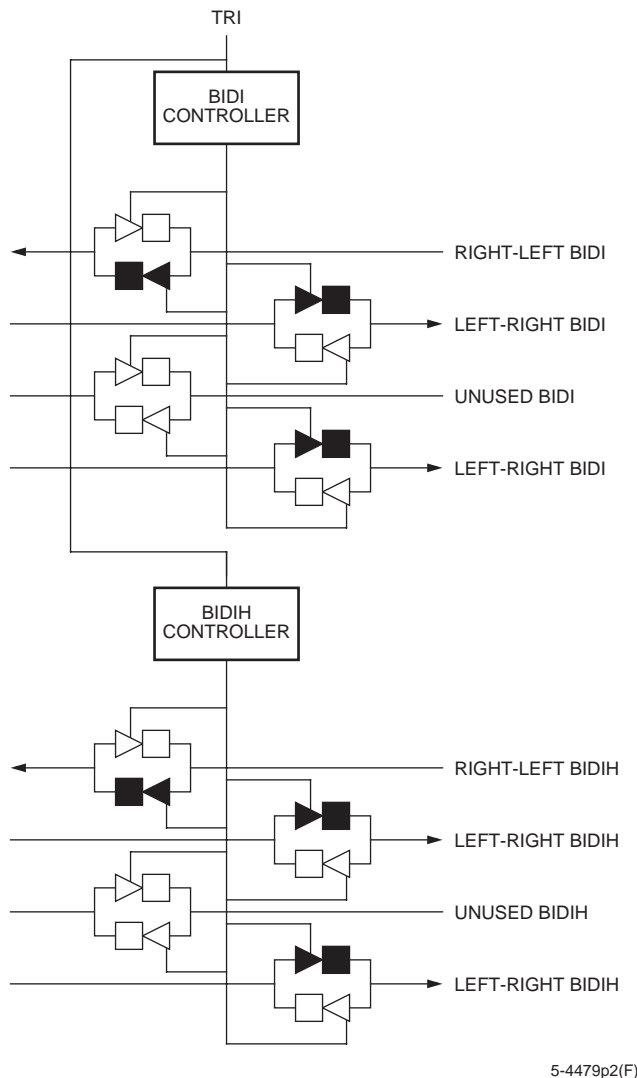 TRI
BIDI
CONTROLLER
RIGHT-LEFT BIDI
LEFT-RIGHT BIDI
UNUSED BIDI
LEFT-RIGHT BIDI
BIDIH
CONTROLLER
RIGHT-LEFT BIDIH
LEFT-RIGHT BIDIH
UNUSED BIDIH
LEFT-RIGHT BIDIH
5-4479p2(F)